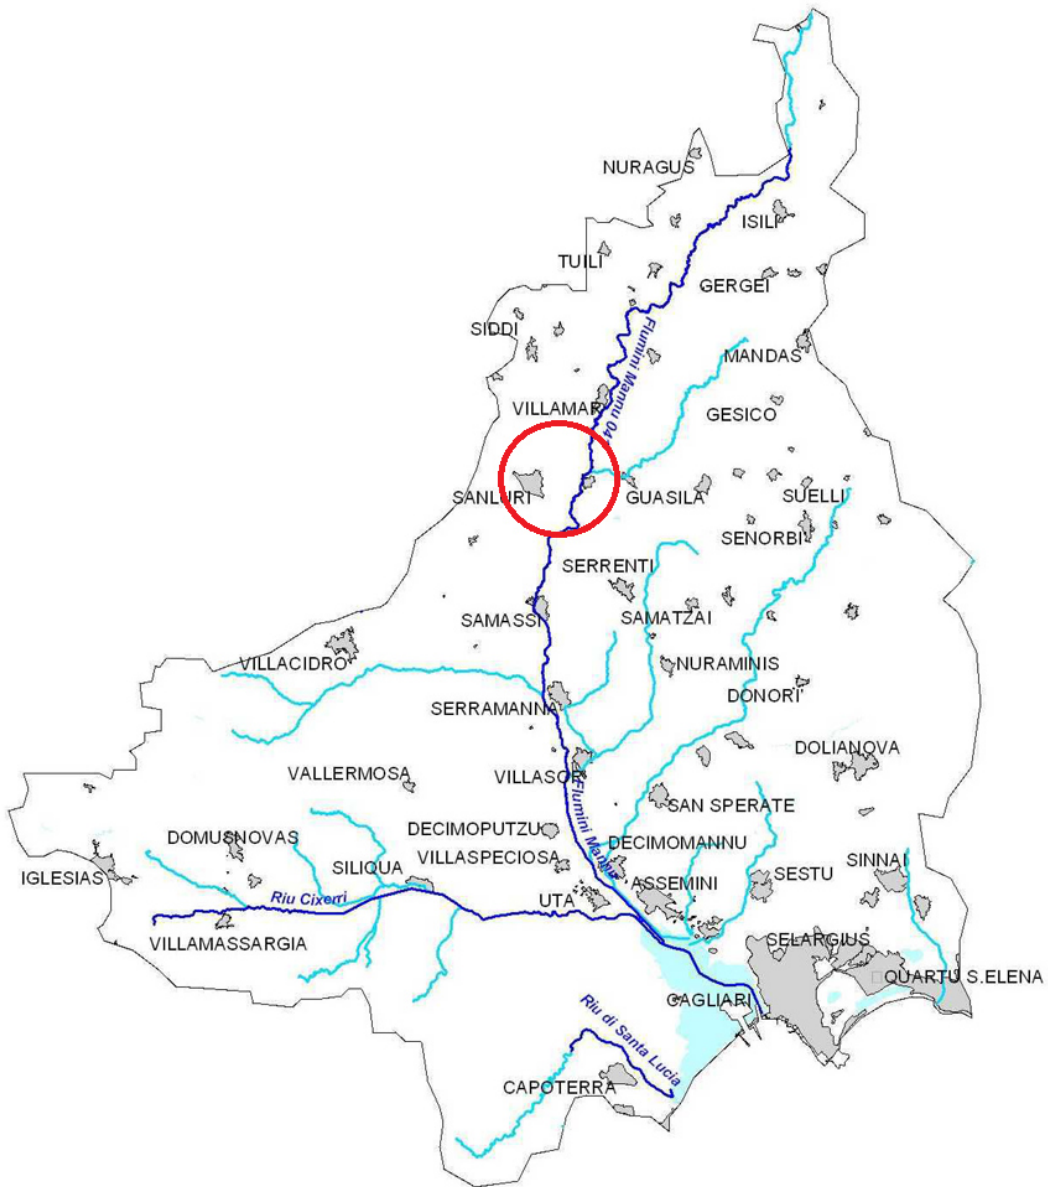 NURAGUS
ISILI
TUILI
GERGEI
SIDDI
Flumini Mannu 04
MANDAS
VILLAMAR
GESICO
SANLURI
GUASILA
SUELLI
SENORBI'
SERRENTI
SAMASSI
SAMATZAI
VILLACIDRO
NURAMINIS
DONORI'
SERRAMANNA
DOLIANOVA
VALLERMOSA
VILLASOR
SAN SPERATE
Flumini Mannu
DECIMOPUTZU
DOMUSNOVAS
DECIMOMANNU
VILLASPECIOSA
SINNAI
SILIQUA
SESTU
IGLESIAS
ASSEMINI
Riu Cixerri
UTA
VILLAMASSARGIA
SELARGIUS
QUARTU S.ELENA
CAGLIARI
Riu di Santa Lucia
CAPOTERRA